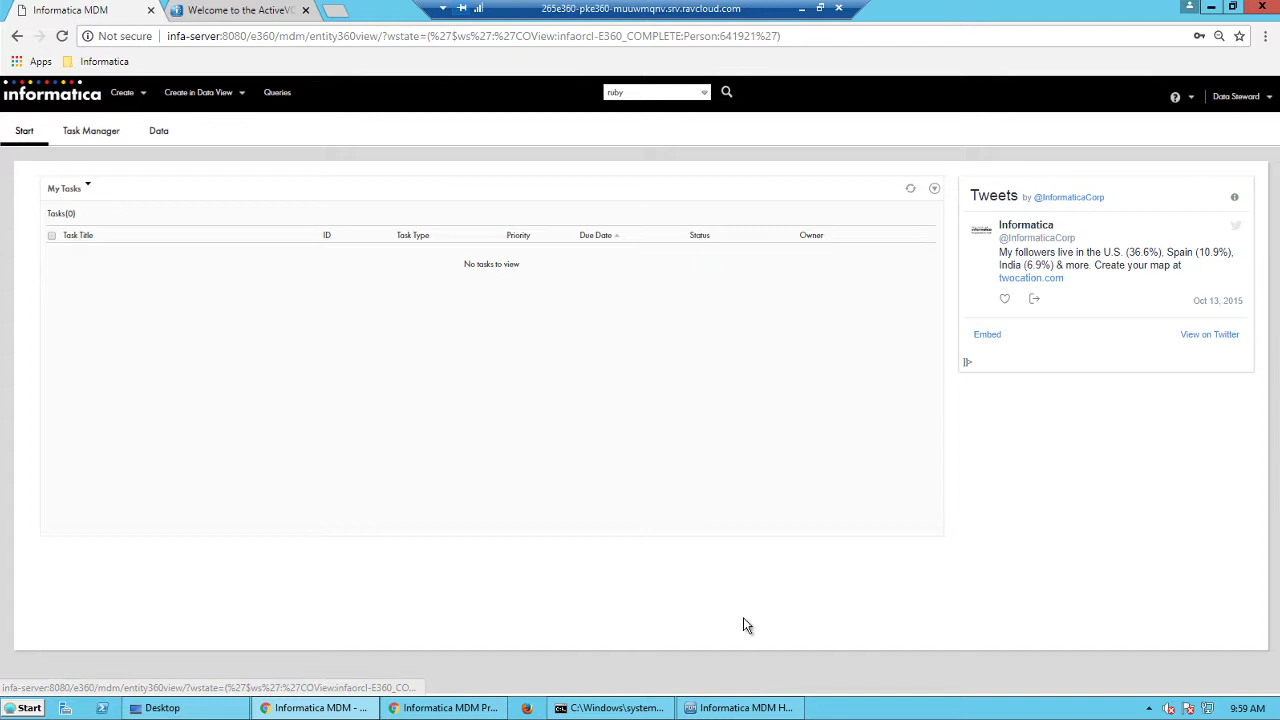 Informatica MDM
Welcome to the ActiveVO
265e360-pke360-muuwmqnv.srv.ravcloud.com
Not secure infa-server:8080/e360/mdm/entity360view/?wstate=(%27$ws%27:%27COView:infaorcl-E360_COMPLETE:Person:641921%27)
Apps Informatica
informatica Create Create in Data View Queries ruby Data Steward
Start Task Manager Data
My Tasks
Tasks(0)
Task Title ID Task Type Priority Due Date Status Owner
No tasks to view
Tweets by @InformaticaCorp
Informatica
@InformaticaCorp
My followers live in the U.S. (36.6%), Spain (10.9%),
India (6.9%) & more. Create your map at
twocation.com
Oct 13, 2015
Embed View on Twitter
]]>
infa-server:8080/e360/mdm/entity360view/?wstate=(%27$ws%27:%27COView:infaorcl-E360_CO...
Start Desktop Informatica MDM - ... Informatica MDM Pr... C:\Windows\system... Informatica MDM H... 9:59 AM